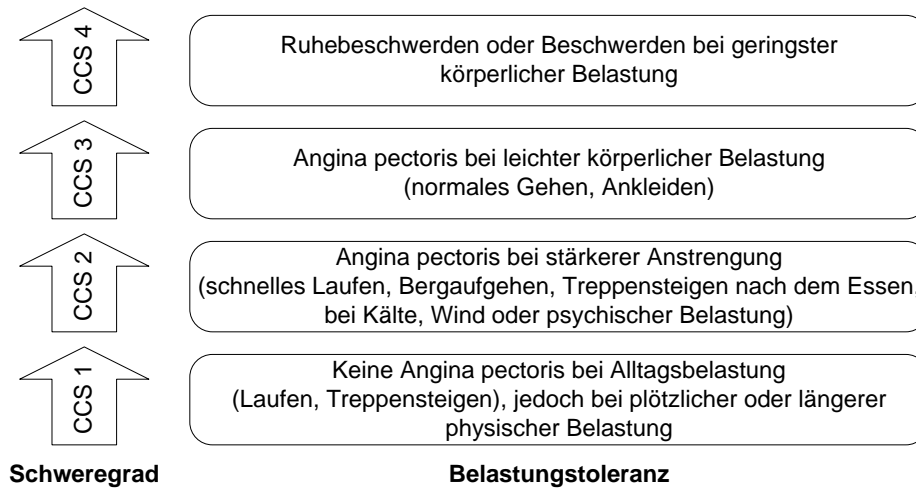 CCS 4
Ruhebeschwerden oder Beschwerden bei geringster
körperlicher Belastung
CCS 3
Angina pectoris bei leichter körperlicher Belastung
(normales Gehen, Ankleiden)
CCS 2
Angina pectoris bei stärkerer Anstrengung
(schnelles Laufen, Bergaufgehen, Treppensteigen nach dem Essen,
bei Kälte, Wind oder psychischer Belastung)
CCS 1
Keine Angina pectoris bei Alltagsbelastung
(Laufen, Treppensteigen), jedoch bei plötzlicher oder längerer
physischer Belastung
Schweregrad
Belastungstoleranz